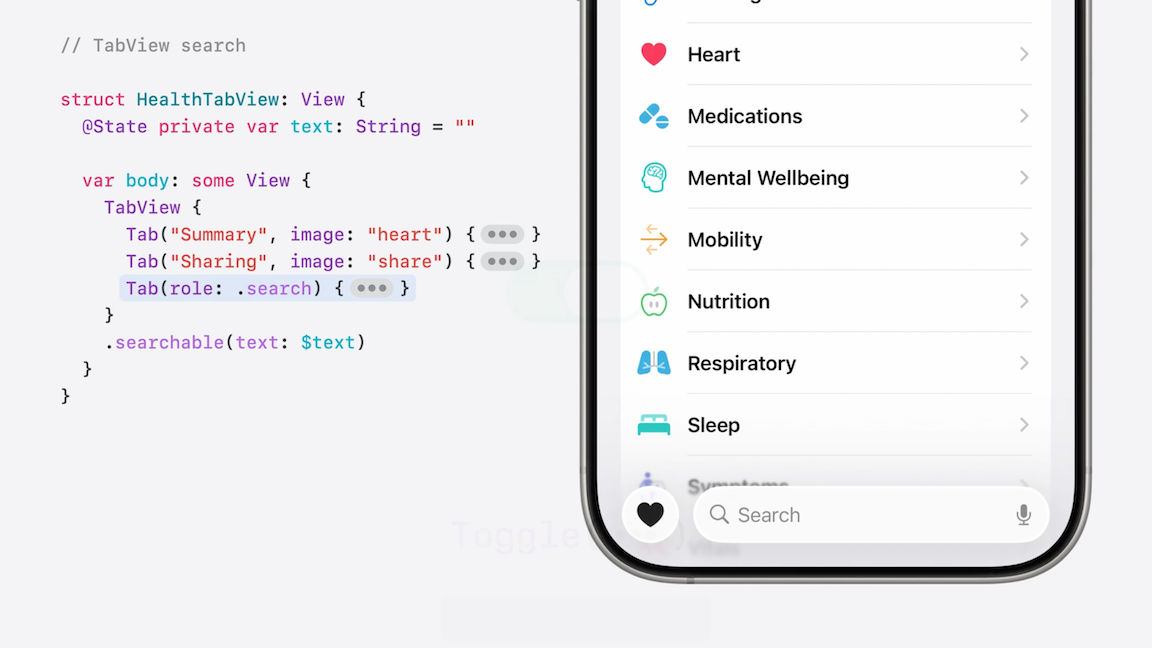 // TabView search
struct HealthTabView: View {
@State private var text: String = ""
var body: some View {
TabView {
Tab("Summary", image: "heart") { ••• }
Tab("Sharing", image: "share") { ••• }
Tab(role: .search) { ••• }
}
.searchable(text: $text)
}
}
Heart
Medications
Mental Wellbeing
Mobility
Nutrition
Respiratory
Sleep
Symptoms
Search
Vitals
Toggle